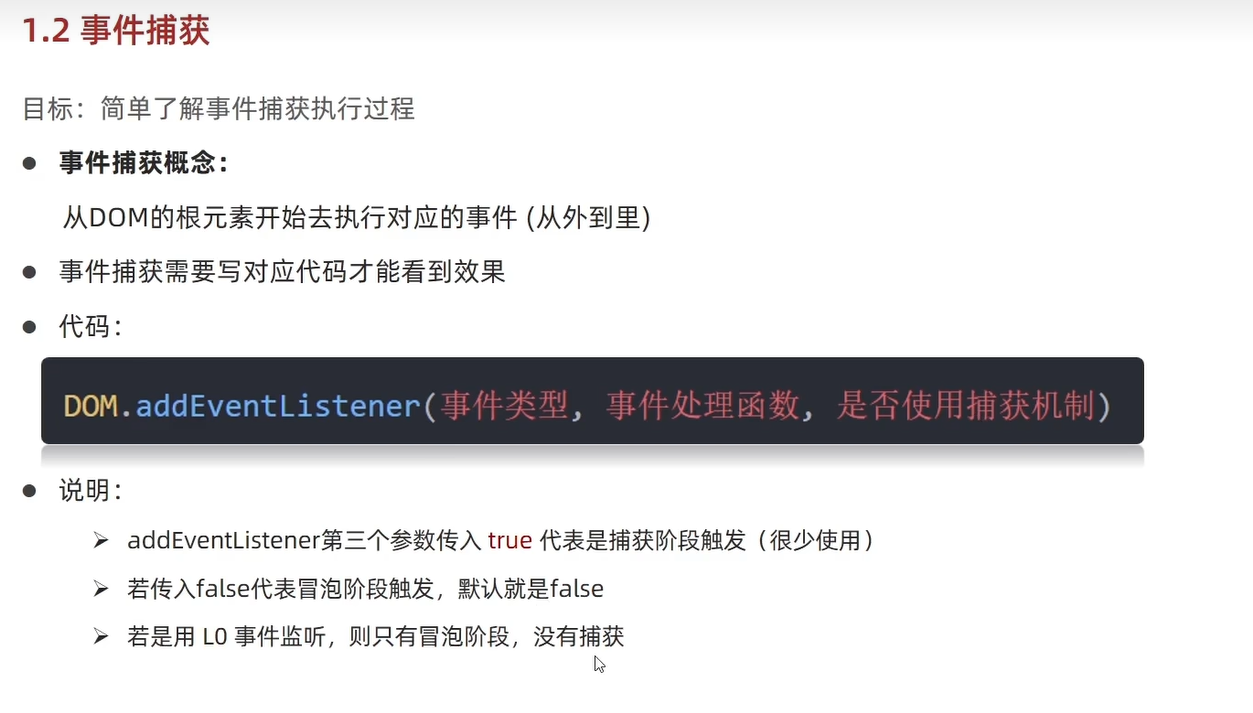 1.2 事件捕获
目标：简单了解事件捕获执行过程
● 事件捕获概念：
从DOM的根元素开始去执行对应的事件 (从外到里)
● 事件捕获需要写对应代码才能看到效果
● 代码：
DOM.addEventListener(事件类型, 事件处理函数, 是否使用捕获机制)
● 说明：
➢ addEventListener第三个参数传入 true 代表是捕获阶段触发（很少使用）
➢ 若传入false代表冒泡阶段触发，默认就是false
➢ 若是用 L0 事件监听，则只有冒泡阶段，没有捕获